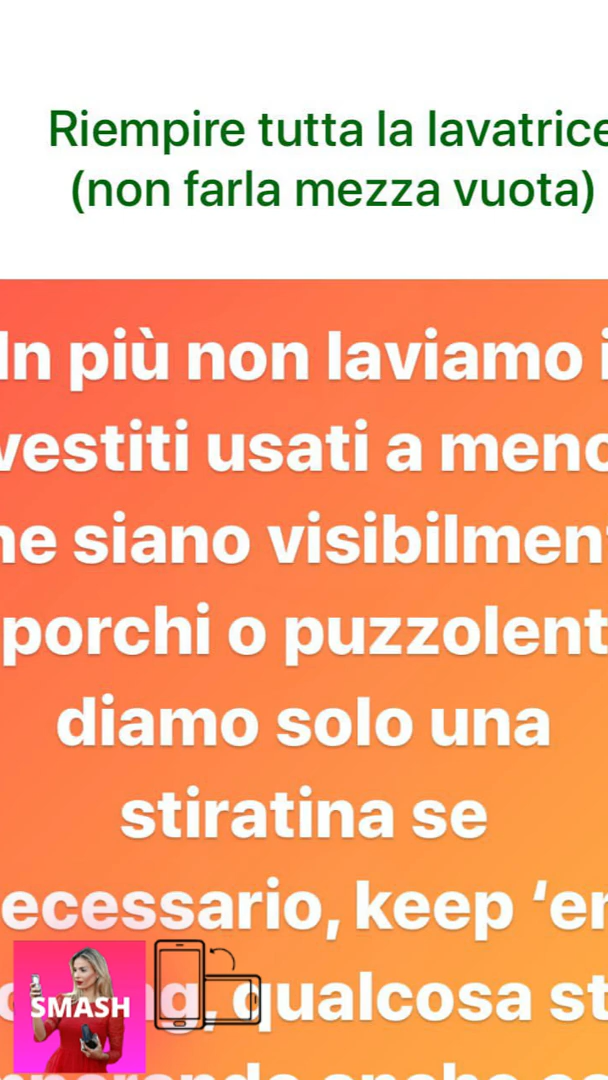 Riempire tutta la lavatrice
(non farla mezza vuota)
In più non laviamo i
vestiti usati a meno
he siano visibilment
porchi o puzzolent
diamo solo una
stiratina se
ecessario, keep ‘em
g, qualcosa st
SMASH